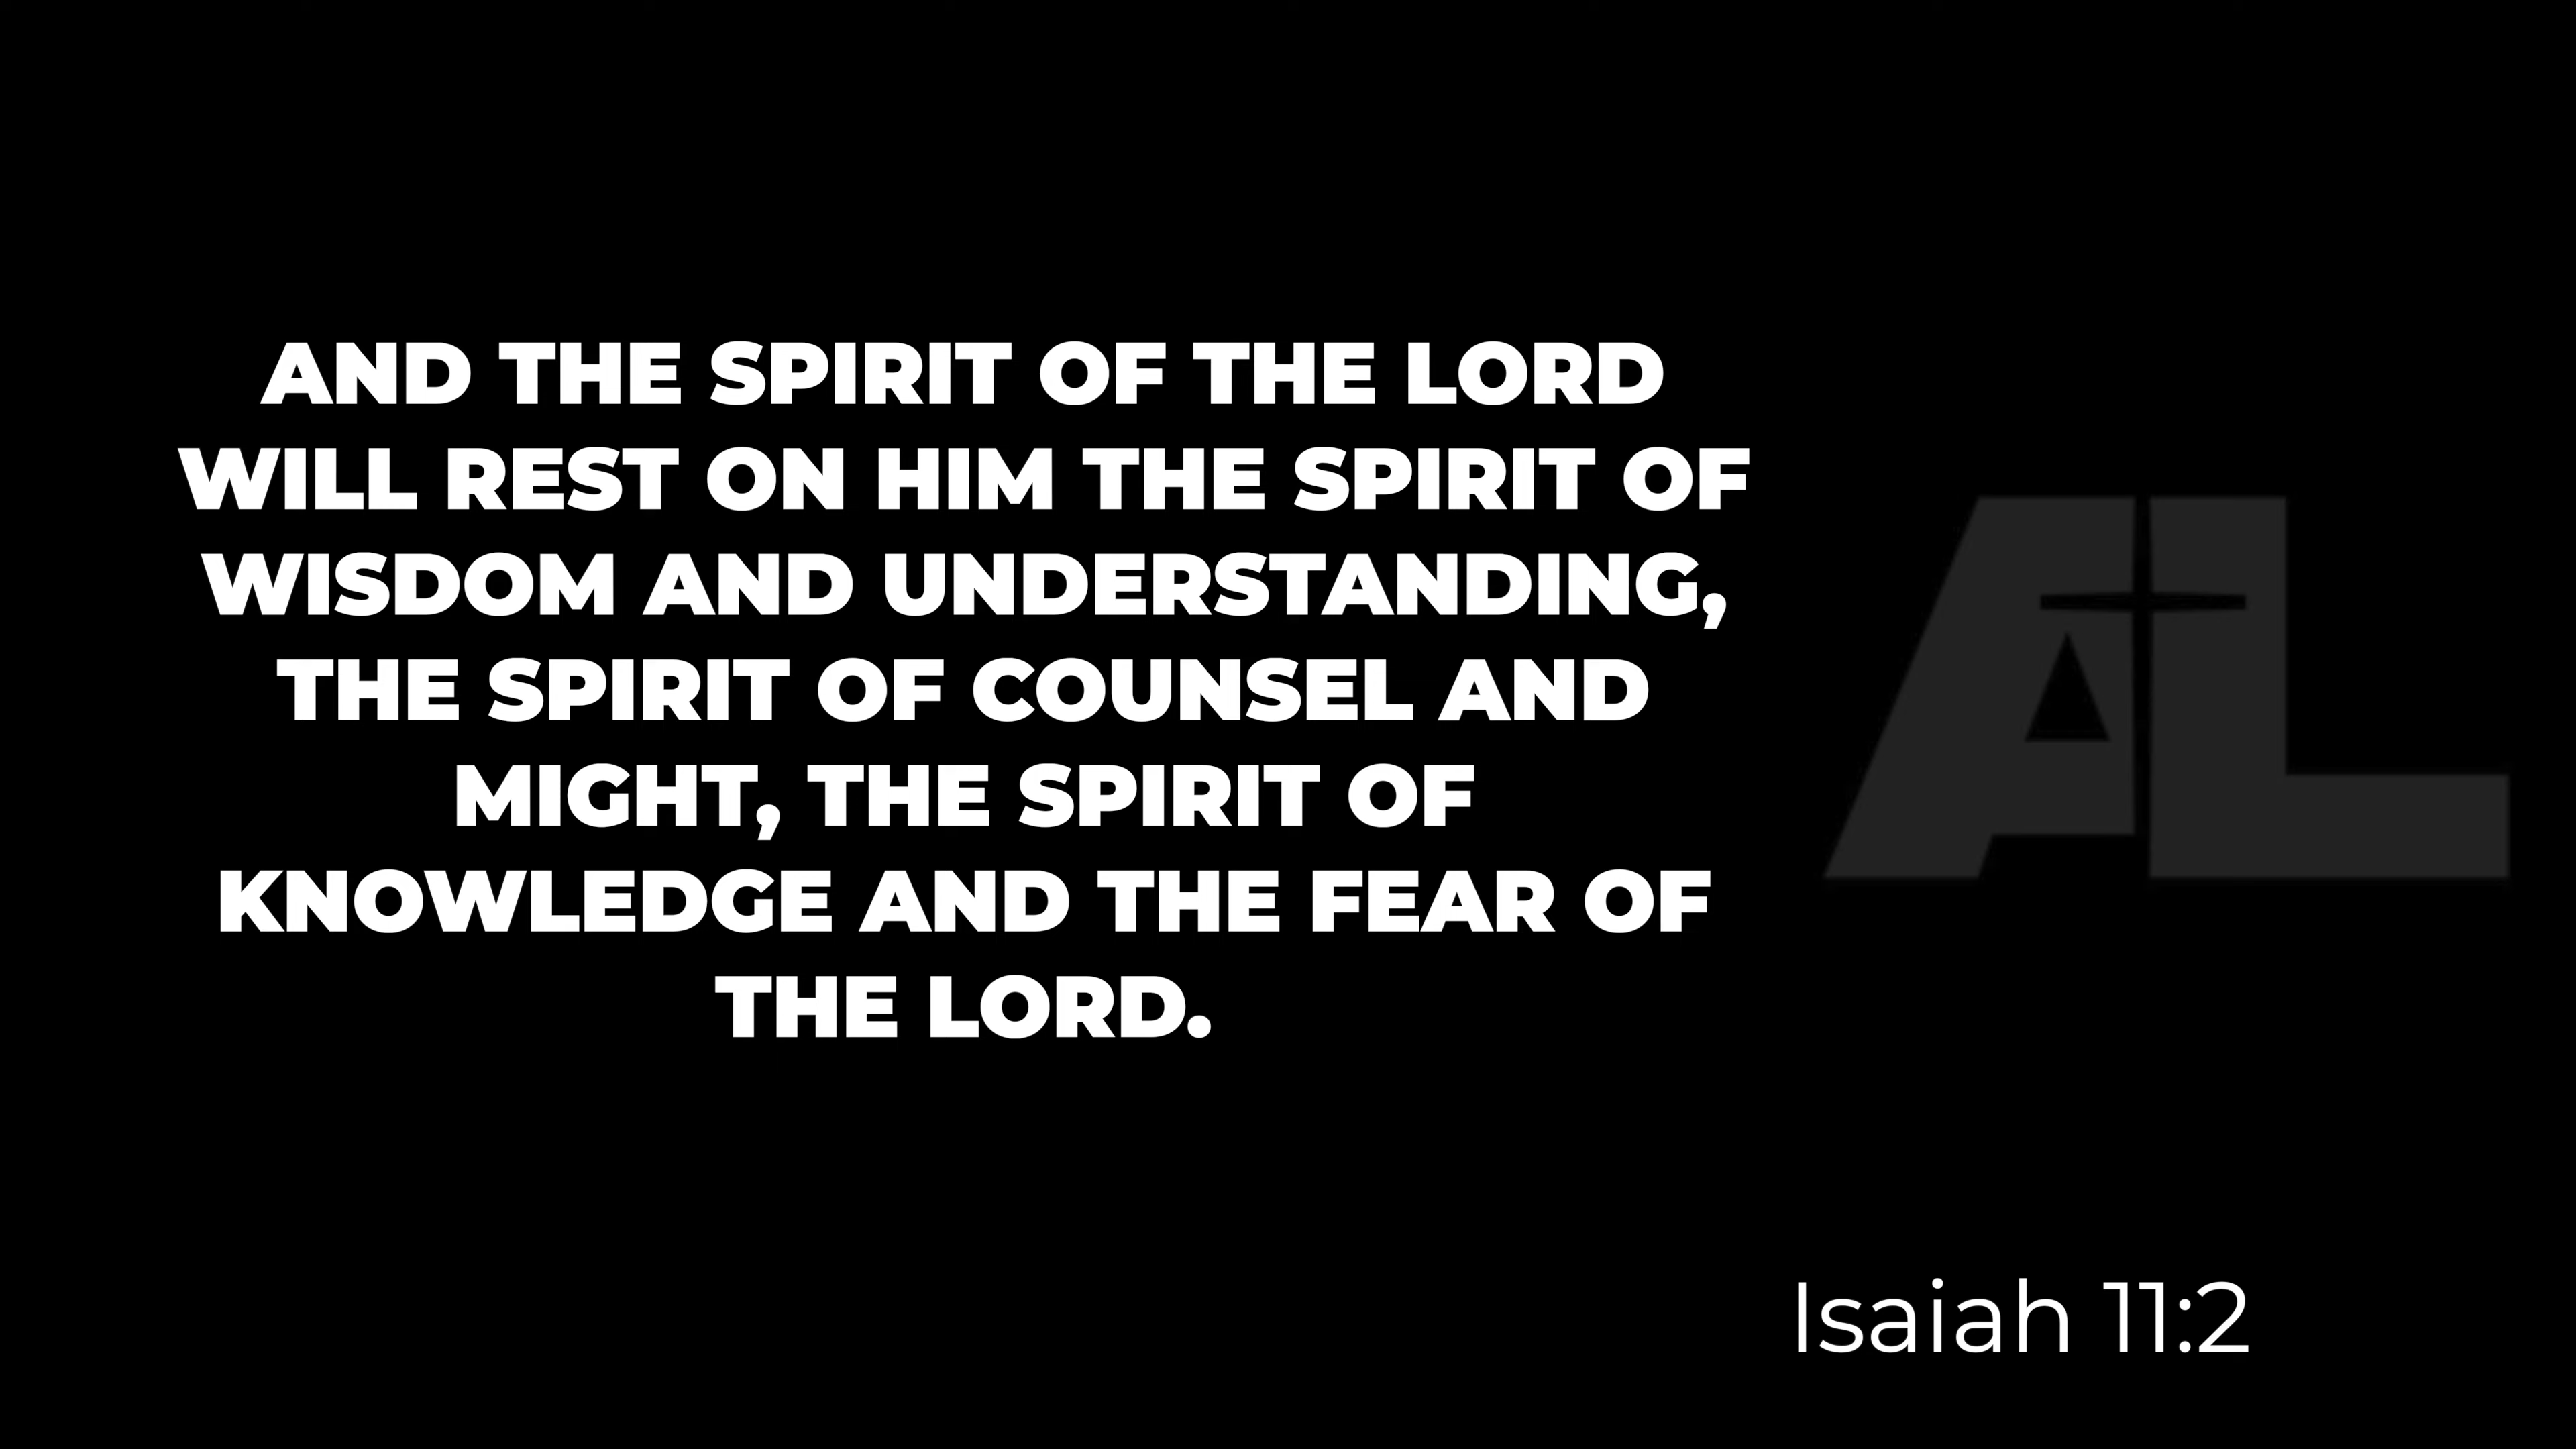 AND THE SPIRIT OF THE LORD
WILL REST ON HIM THE SPIRIT OF
WISDOM AND UNDERSTANDING,
THE SPIRIT OF COUNSEL AND
MIGHT, THE SPIRIT OF
KNOWLEDGE AND THE FEAR OF
THE LORD.
AL
Isaiah 11:2